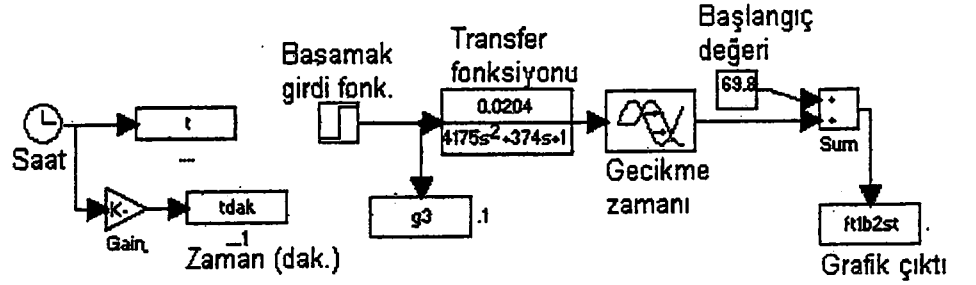 Başlangıç
değeri
Basamak
girdi fonk.
Transfer
fonksiyonu
69.8
0.0204
4175s²+374s+1
t
Saat
Sum
Gecikme
zamanı
K-
tdak
Gain
_1
g3
.1
ft1b2st
Zaman (dak.)
Grafik çıktı